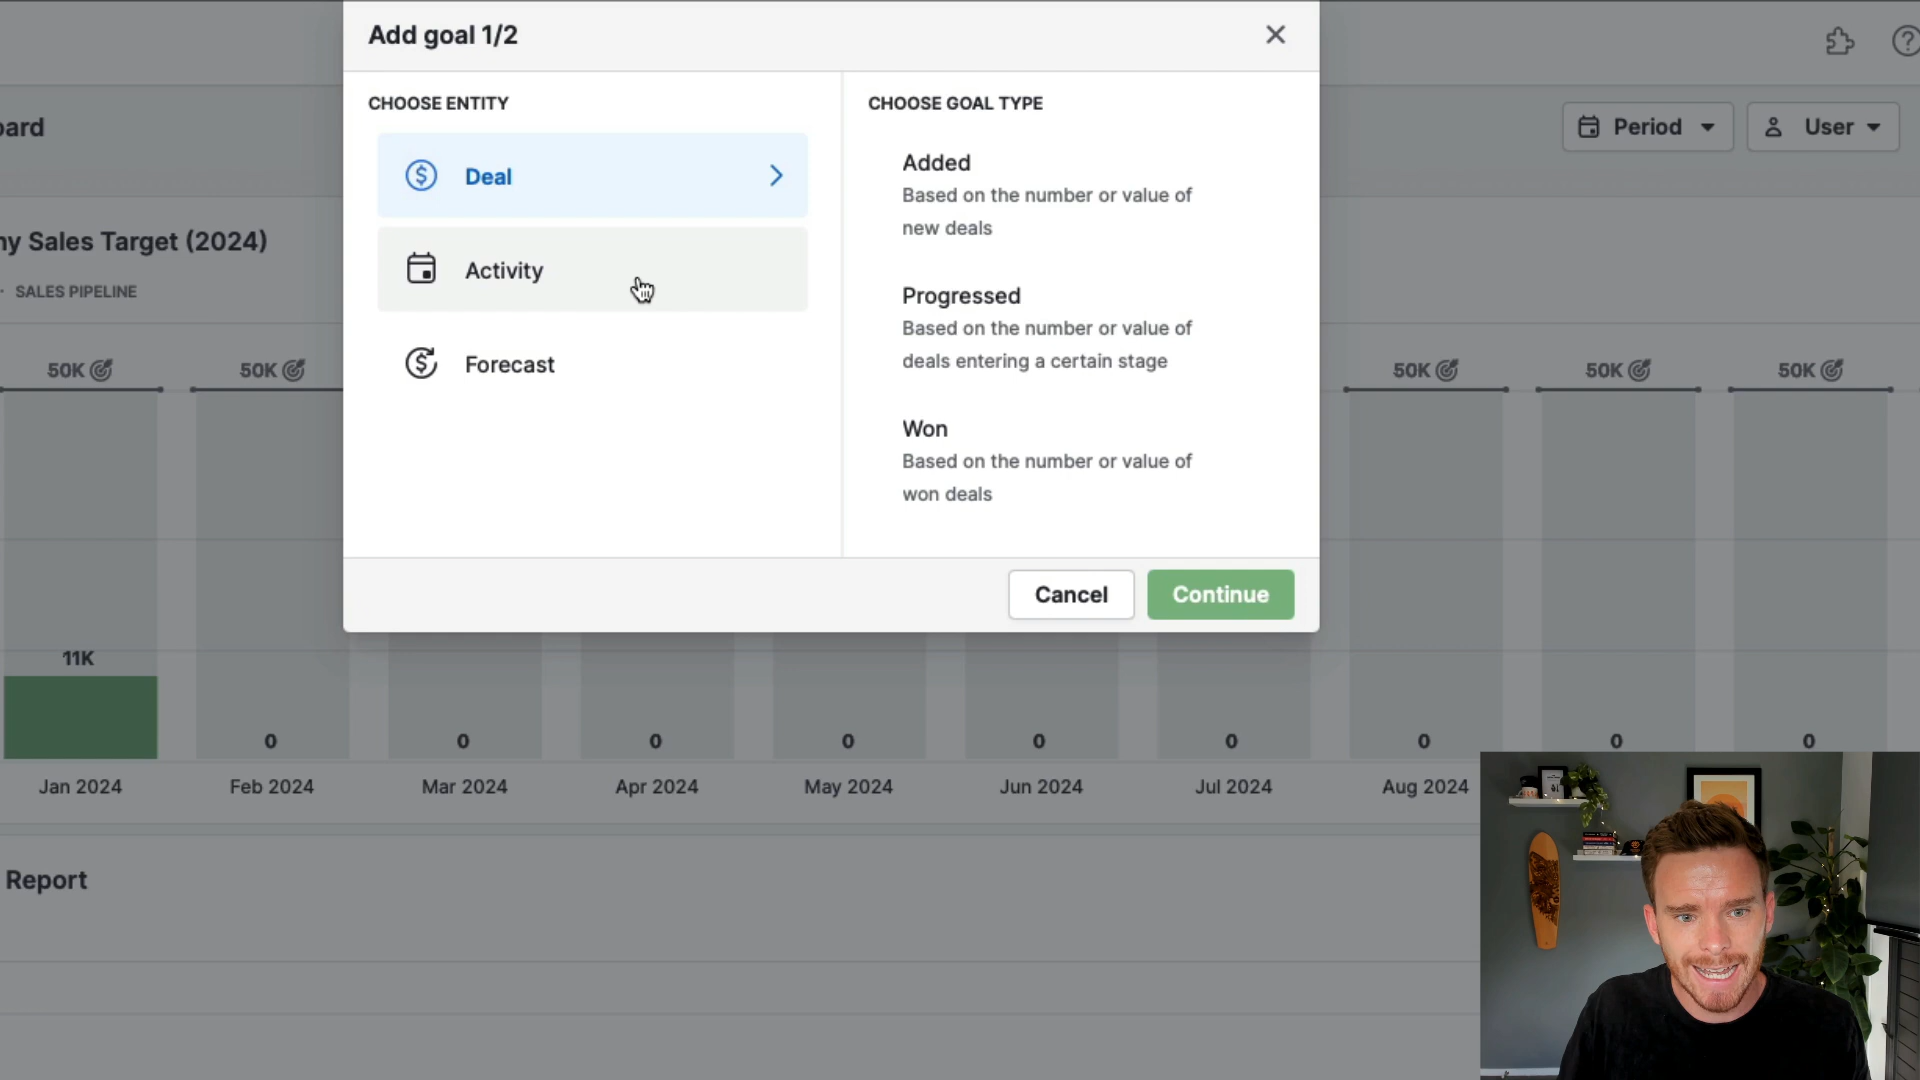 Add goal 1/2
CHOOSE ENTITY
Deal
Activity
Forecast
CHOOSE GOAL TYPE
Added
Based on the number or value of
new deals
Progressed
Based on the number or value of
deals entering a certain stage
Won
Based on the number or value of
won deals
Cancel
Continue
oard
Period
User
ny Sales Target (2024)
SALES PIPELINE
50K
50K
50K
50K
50K
11K
0
0
0
0
0
0
0
0
0
Jan 2024
Feb 2024
Mar 2024
Apr 2024
May 2024
Jun 2024
Jul 2024
Aug 2024
Report